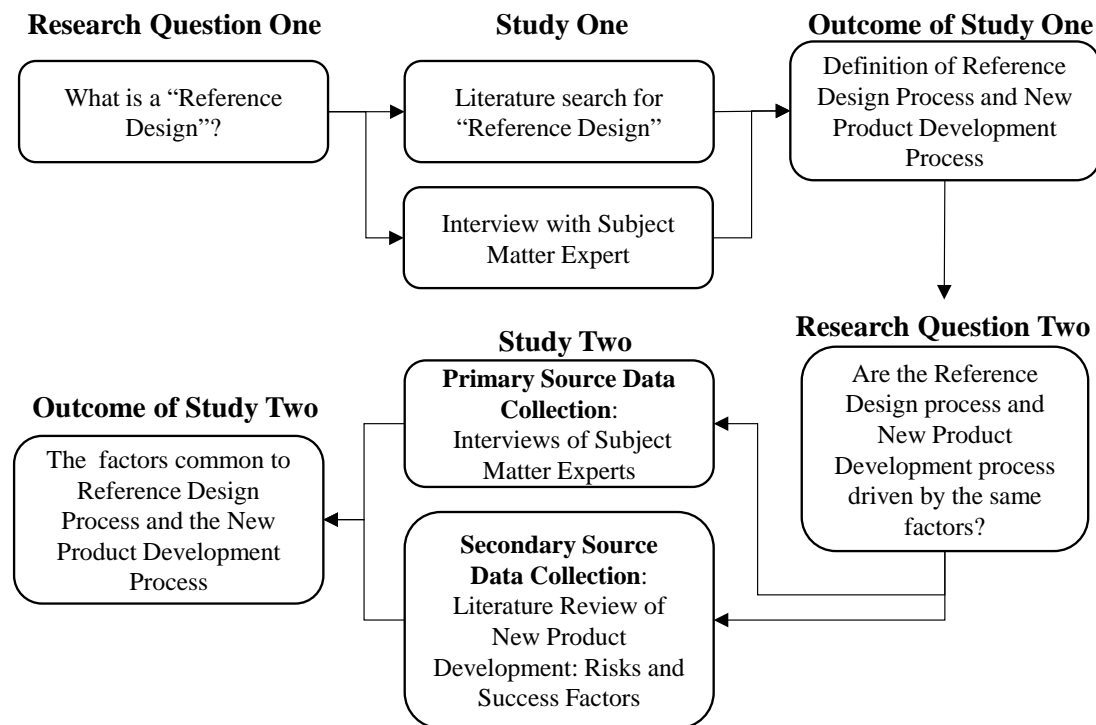 Research Question One
What is a “Reference
Design”?
Study One
Literature search for
“Reference Design”
Interview with Subject
Matter Expert
Outcome of Study One
Definition of Reference
Design Process and New
Product Development
Process
Research Question Two
Are the Reference
Design process and
New Product
Development process
driven by the same
factors?
Study Two
Primary Source Data
Collection:
Interviews of Subject
Matter Experts
Secondary Source
Data Collection:
Literature Review of
New Product
Development: Risks and
Success Factors
Outcome of Study Two
The factors common to
Reference Design
Process and the New
Product Development
Process